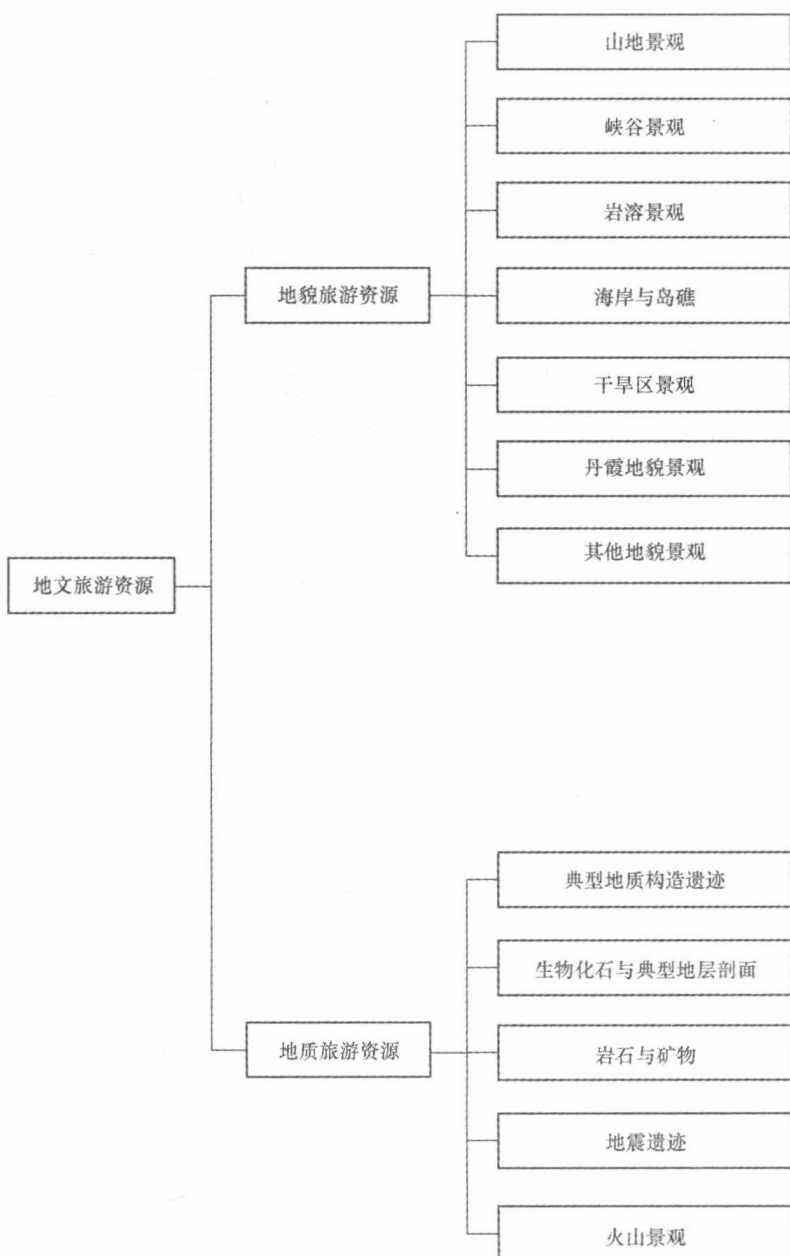 地文旅游资源
地貌旅游资源
山地景观
峡谷景观
岩溶景观
海岸与岛礁
干旱区景观
丹霞地貌景观
其他地貌景观
地质旅游资源
典型地质构造遗迹
生物化石与典型地层剖面
岩石与矿物
地震遗迹
火山景观